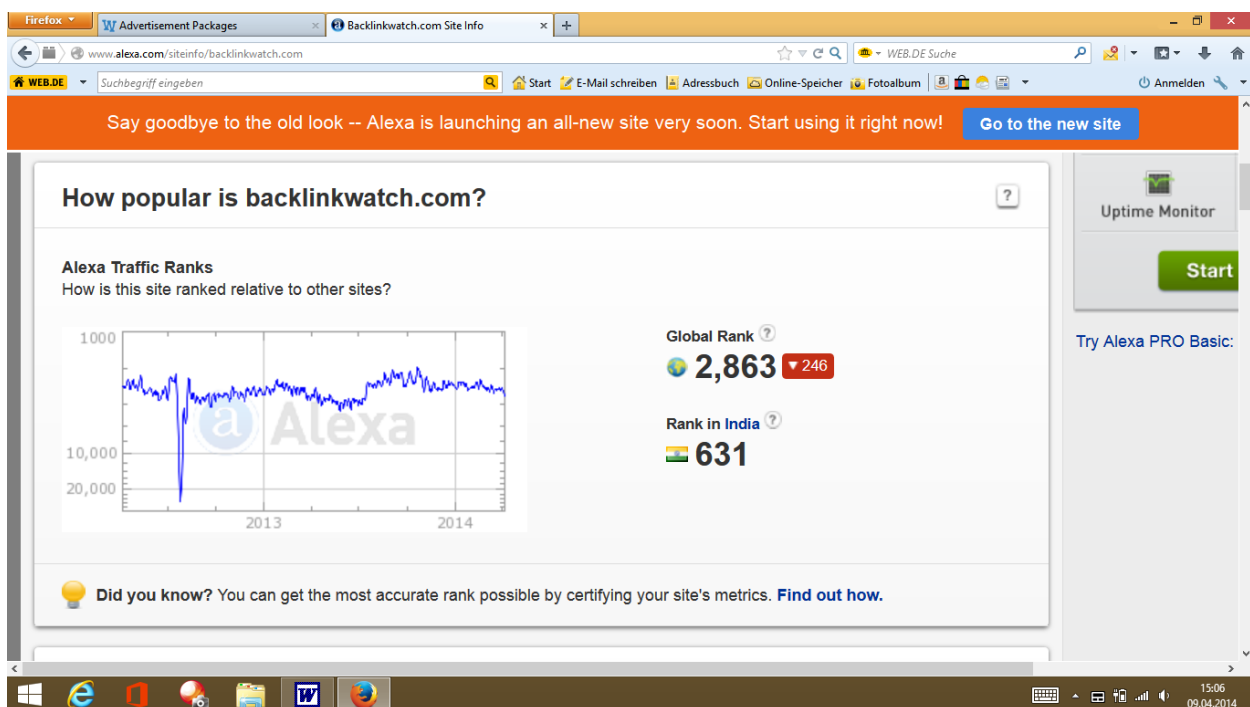 Firefox
Advertisement Packages
Backlinkwatch.com Site Info
www.alexa.com/siteinfo/backlinkwatch.com
WEB.DE Suche
WEB.DE
Suchbegriff eingeben
Start
E-Mail schreiben
Adressbuch
Online-Speicher
Fotoalbum
Anmelden
Say goodbye to the old look -- Alexa is launching an all-new site very soon. Start using it right now!
Go to the new site
How popular is backlinkwatch.com?
?
Uptime Monitor
Start
Alexa Traffic Ranks
How is this site ranked relative to other sites?
1000
10,000
20,000
2013
2014
a Alexa
Global Rank ?
2,863
246
Rank in India ?
631
Try Alexa PRO Basic:
Did you know? You can get the most accurate rank possible by certifying your site's metrics. Find out how.
15:06
09.04.2014